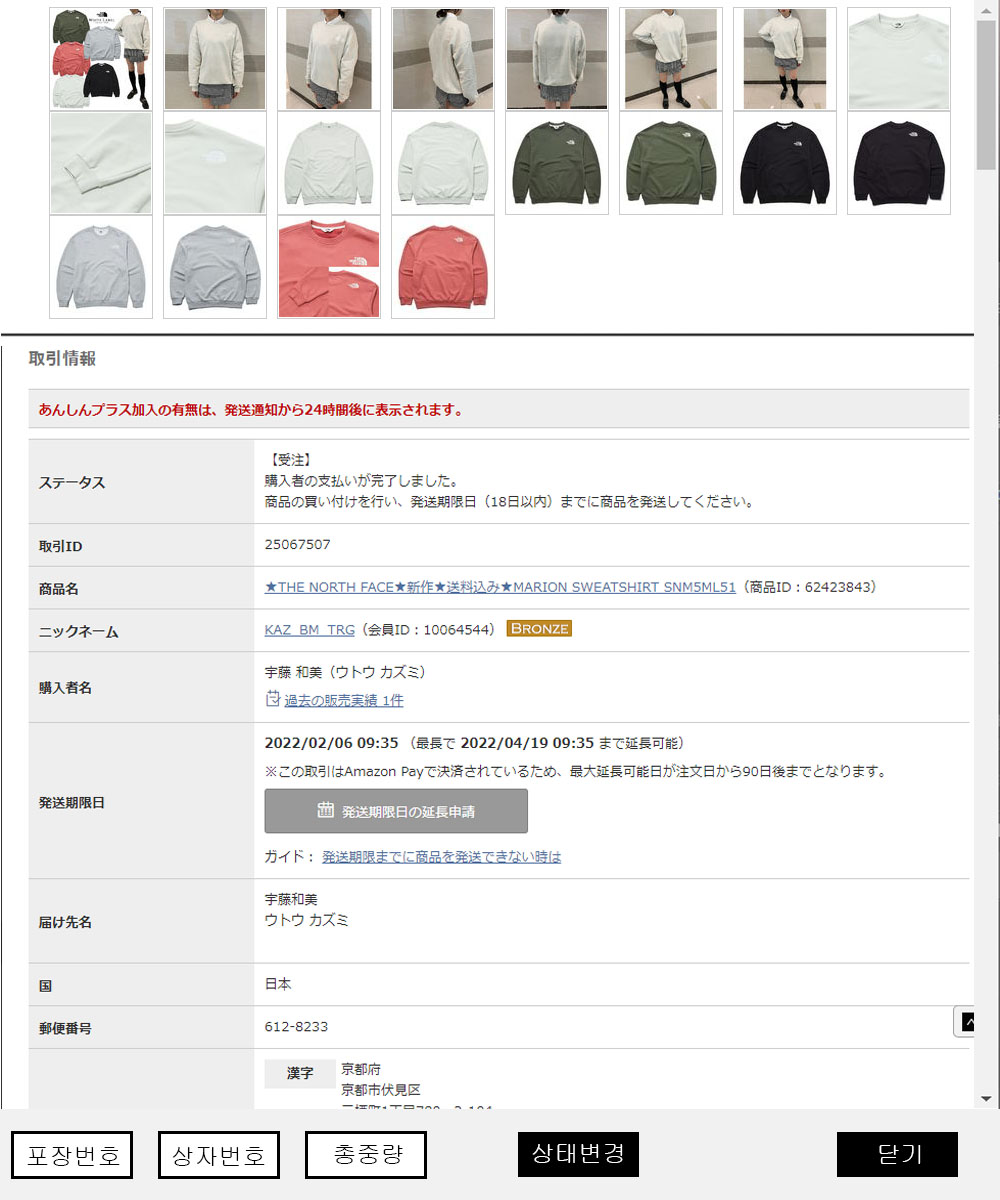 取引情報
あんしんプラス加入の有無は、発送通知から24時間後に表示されます。
ステータス
【受注】
購入者の支払いが完了しました。
商品の買い付けを行い、発送期限日（18日以内）までに商品を発送してください。
取引ID
25067507
商品名
★THE NORTH FACE★新作★送料込み★MARION SWEATSHIRT SNM5ML51（商品ID：62423843）
ニックネーム
KAZ_BM_TRG（会員ID：10064544） BRONZE
購入者名
宇藤 和美（ウトウ カズミ）
過去の販売実績 1件
発送期限日
2022/02/06 09:35 （最長で 2022/04/19 09:35 まで延長可能）
※この取引はAmazon Payで決済されているため、最大延長可能日が注文日から90日後までとなります。
発送期限日の延長申請
ガイド： 発送期限までに商品を発送できない時は
届け先名
宇藤和美
ウトウ カズミ
国
日本
郵便番号
612-8233
漢字
京都府
京都市伏見区
포장번호
상자번호
총중량
상태변경
닫기